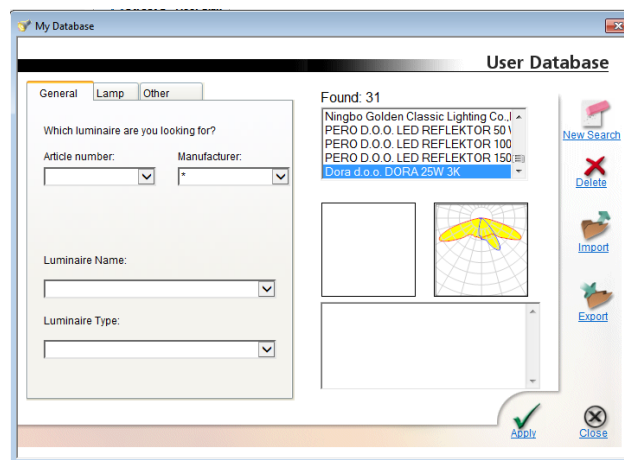 My Database
User Database
General Lamp Other
Which luminaire are you looking for?
Article number: Manufacturer:
*
Luminaire Name:
Luminaire Type:
Found: 31
Ningbo Golden Classic Lighting Co.,
PERO D.O.O. LED REFLEKTOR 50
PERO D.O.O. LED REFLEKTOR 100
PERO D.O.O. LED REFLEKTOR 150
Dora d.o.o. DORA 25W 3K
New Search
Delete
Import
Export
Apply
Close